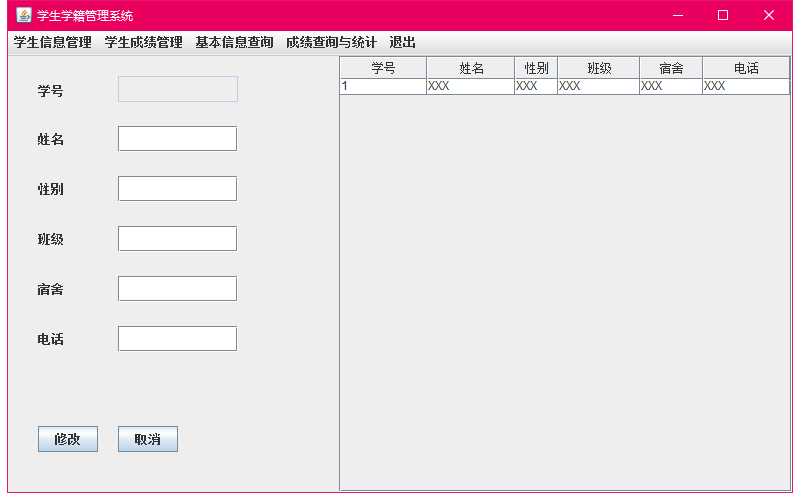 学生学籍管理系统
学生信息管理 学生成绩管理 基本信息查询 成绩查询与统计 退出
学号 姓名 性别 班级 宿舍 电话
1 XXX XXX XXX XXX XXX
学号
姓名
性别
班级
宿舍
电话
修改 取消